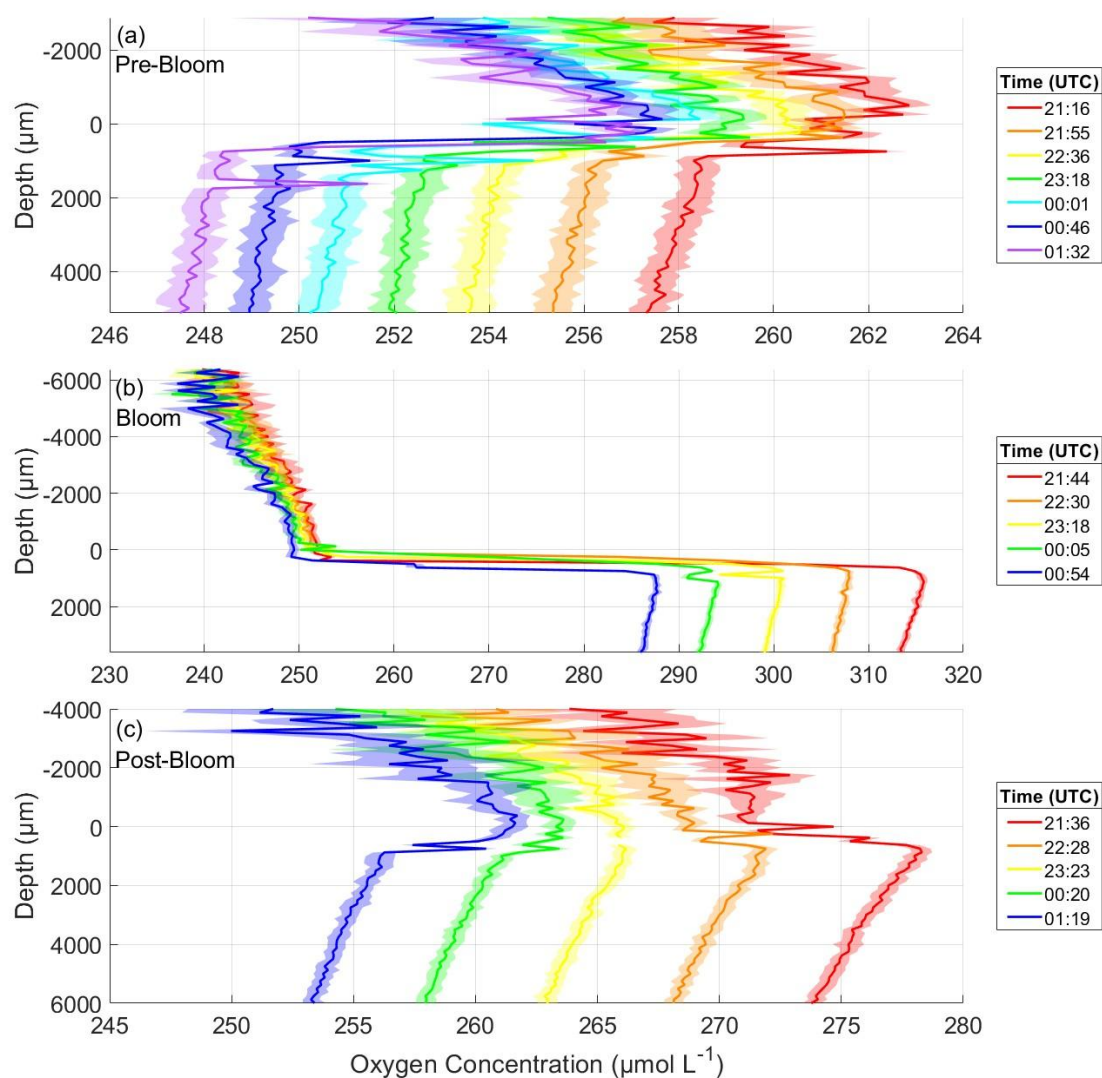 (a)
Pre-Bloom
Depth (µm)
-2000
0
2000
4000
246 248 250 252 254 256 258 260 262 264
Time (UTC)
21:16
21:55
22:36
23:18
00:01
00:46
01:32
(b)
Bloom
Depth (µm)
-6000
-4000
-2000
0
2000
230 240 250 260 270 280 290 300 310 320
Time (UTC)
21:44
22:30
23:18
00:05
00:54
(c)
Post-Bloom
Depth (µm)
-4000
-2000
0
2000
4000
6000
245 250 255 260 265 270 275 280
Oxygen Concentration (µmol L⁻¹)
Time (UTC)
21:36
22:28
23:23
00:20
01:19